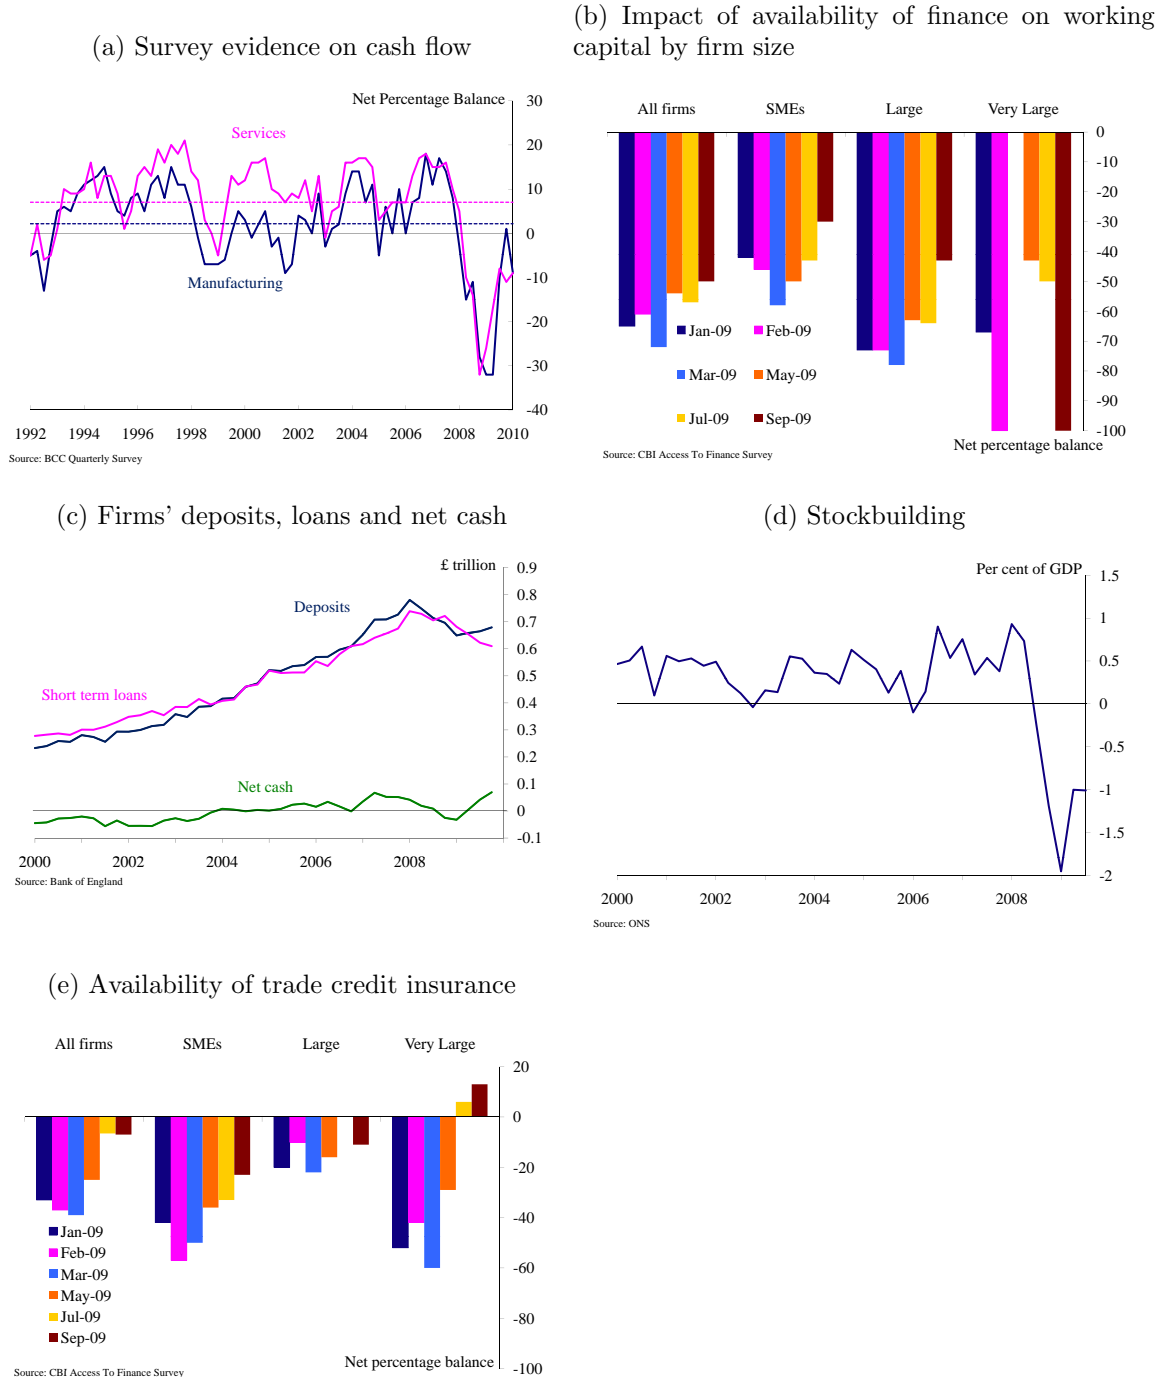 (a) Survey evidence on cash flow
Net Percentage Balance
Services
Manufacturing
30
20
10
0
-10
-20
-30
-40
1992 1994 1996 1998 2000 2002 2004 2006 2008 2010
Source: BCC Quarterly Survey
(b) Impact of availability of finance on working
capital by firm size
All firms SMEs Large Very Large
0
-10
-20
-30
-40
-50
-60
-70
-80
-90
-100
Jan-09 Feb-09
Mar-09 May-09
Jul-09 Sep-09
Net percentage balance
Source: CBI Access To Finance Survey
(c) Firms' deposits, loans and net cash
£ trillion
Deposits
Short term loans
Net cash
0.9
0.8
0.7
0.6
0.5
0.4
0.3
0.2
0.1
0
-0.1
2000 2002 2004 2006 2008
Source: Bank of England
(d) Stockbuilding
Per cent of GDP
1.5
1
0.5
0
-0.5
-1
-1.5
-2
2000 2002 2004 2006 2008
Source: ONS
(e) Availability of trade credit insurance
All firms SMEs Large Very Large
20
0
-20
-40
-60
-80
-100
Jan-09
Feb-09
Mar-09
May-09
Jul-09
Sep-09
Net percentage balance
Source: CBI Access To Finance Survey